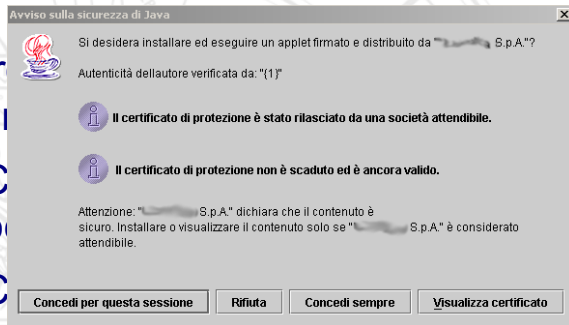 Avviso sulla sicurezza di Java
Si desidera installare ed eseguire un applet firmato e distribuito da " S.p.A."?
Autenticità dellautore verificata da: "{1}"
Il certificato di protezione è stato rilasciato da una società attendibile.
Il certificato di protezione non è scaduto ed è ancora valido.
Attenzione: " S.p.A." dichiara che il contenuto è
sicuro. Installare o visualizzare il contenuto solo se " S.p.A." è considerato
attendibile.
Concedi per questa sessione Rifiuta Concedi sempre Visualizza certificato